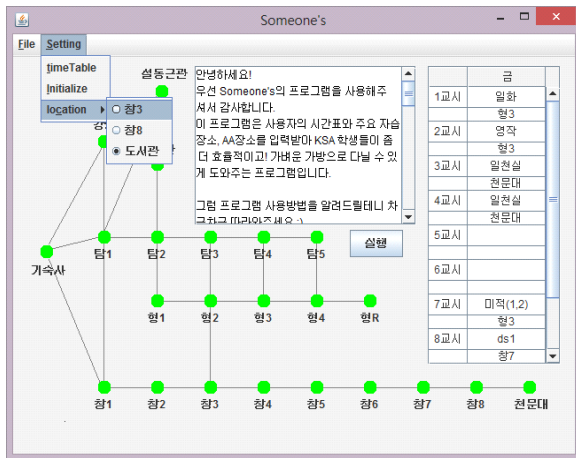 Someone's
File Setting
timeTable
Initialize
location
창3
창8
도서관
설동근관
안녕하세요!
우선 Someone's의 프로그램을 사용해주
셔서 감사합니다.
이 프로그램은 사용자의 시간표와 주요 자습
장소, AA장소를 입력받아 KSA 학생들이 좀
더 효율적이고! 가벼운 가방으로 다닐 수 있
게 도와주는 프로그램입니다.
그럼 프로그램 사용방법을 알려드릴테니 차
근차근 따라와주세요 :)
실행
금
1교시 일화
형3
2교시 영작
형3
3교시 일천실
천문대
4교시 일천실
천문대
5교시
6교시
7교시 미적(1,2)
형3
8교시 ds1
창7
기숙사
탐1 탐2 탐3 탐4 탐5
형1 형2 형3 형4 형R
창1 창2 창3 창4 창5 창6 창7 창8 천문대